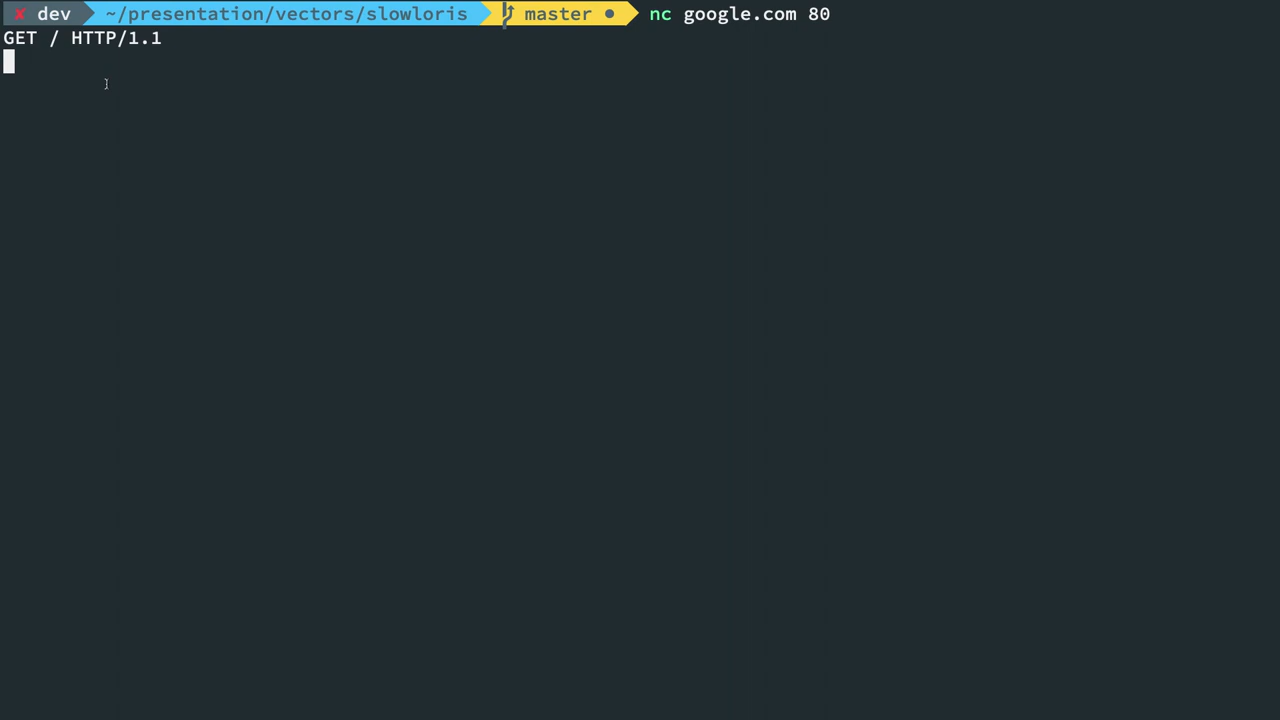 ✘ dev ~/presentation/vectors/slowloris master ● nc google.com 80
GET / HTTP/1.1